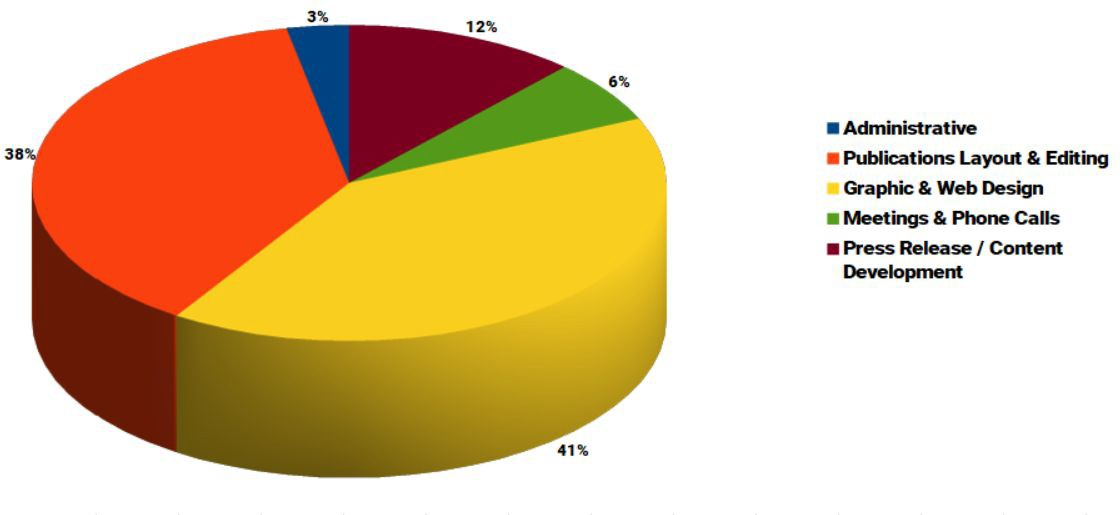 3%
12%
6%
38%
41%
Administrative
Publications Layout & Editing
Graphic & Web Design
Meetings & Phone Calls
Press Release / Content
Development